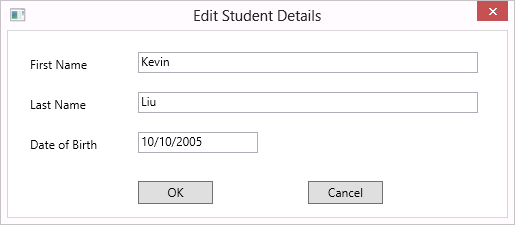 Edit Student Details
First Name Kevin
Last Name Liu
Date of Birth 10/10/2005
OK Cancel